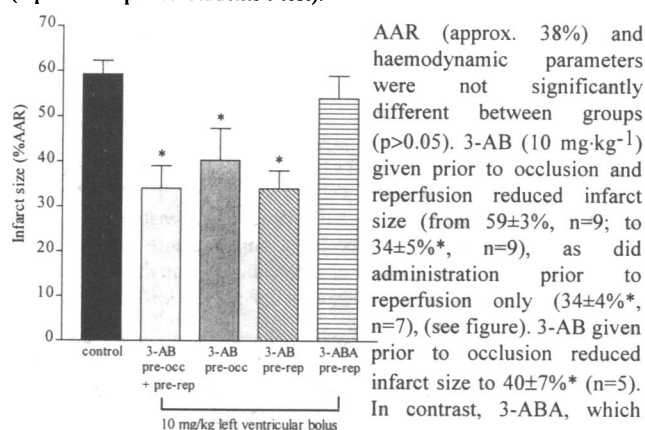 70
60
50
40
30
20
10
0
Infarct size (%AAR)
*
*
*
control
3-AB
pre-occ
+ pre-rep
3-AB
pre-occ
3-AB
pre-rep
3-ABA
pre-rep
10 mg/kg left ventricular bolus
AAR (approx. 38%) and
haemodynamic parameters
were not significantly
different between groups
(p>0.05). 3-AB (10 mg·kg⁻¹)
given prior to occlusion and
reperfusion reduced infarct
size (from 59±3%, n=9; to
34±5%*, n=9), as did
administration prior to
reperfusion only (34±4%*,
n=7), (see figure). 3-AB given
prior to occlusion reduced
infarct size to 40±7%* (n=5).
In contrast, 3-ABA, which